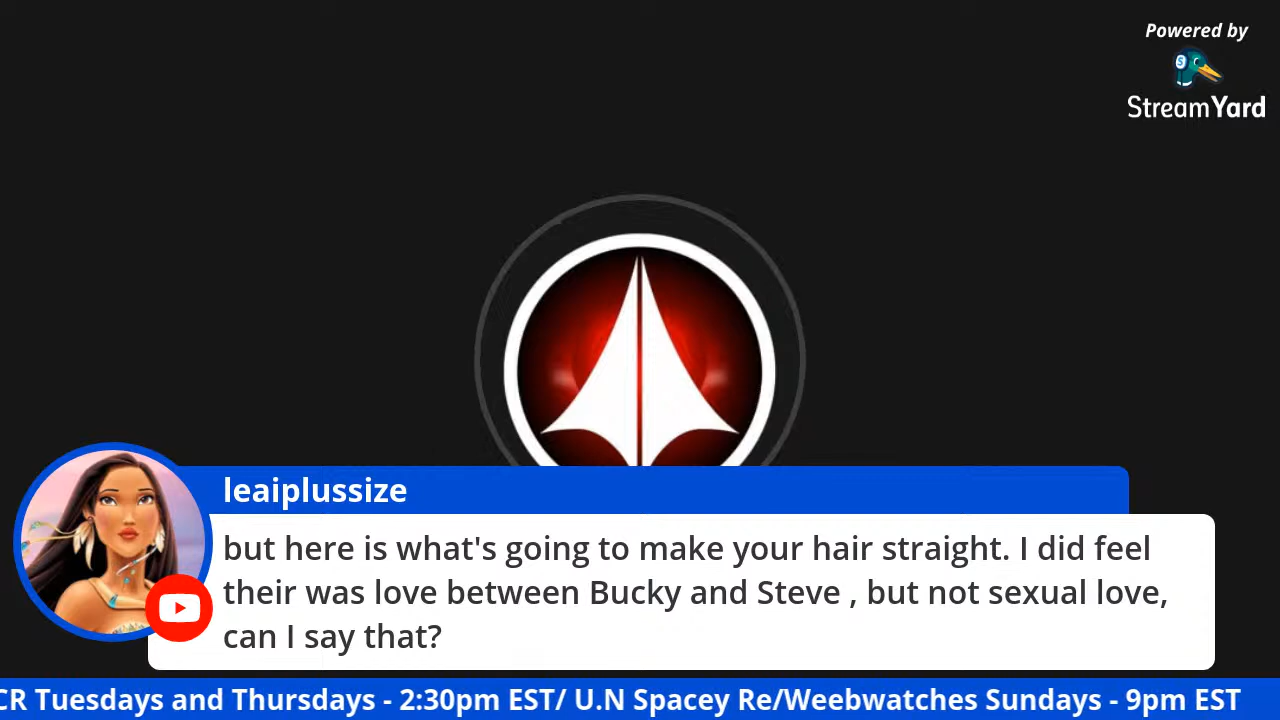 Powered by
StreamYard
leaiplussize
but here is what's going to make your hair straight. I did feel
their was love between Bucky and Steve , but not sexual love,
can I say that?
CR Tuesdays and Thursdays - 2:30pm EST/ U.N Spacey Re/Weebwatches Sundays - 9pm EST